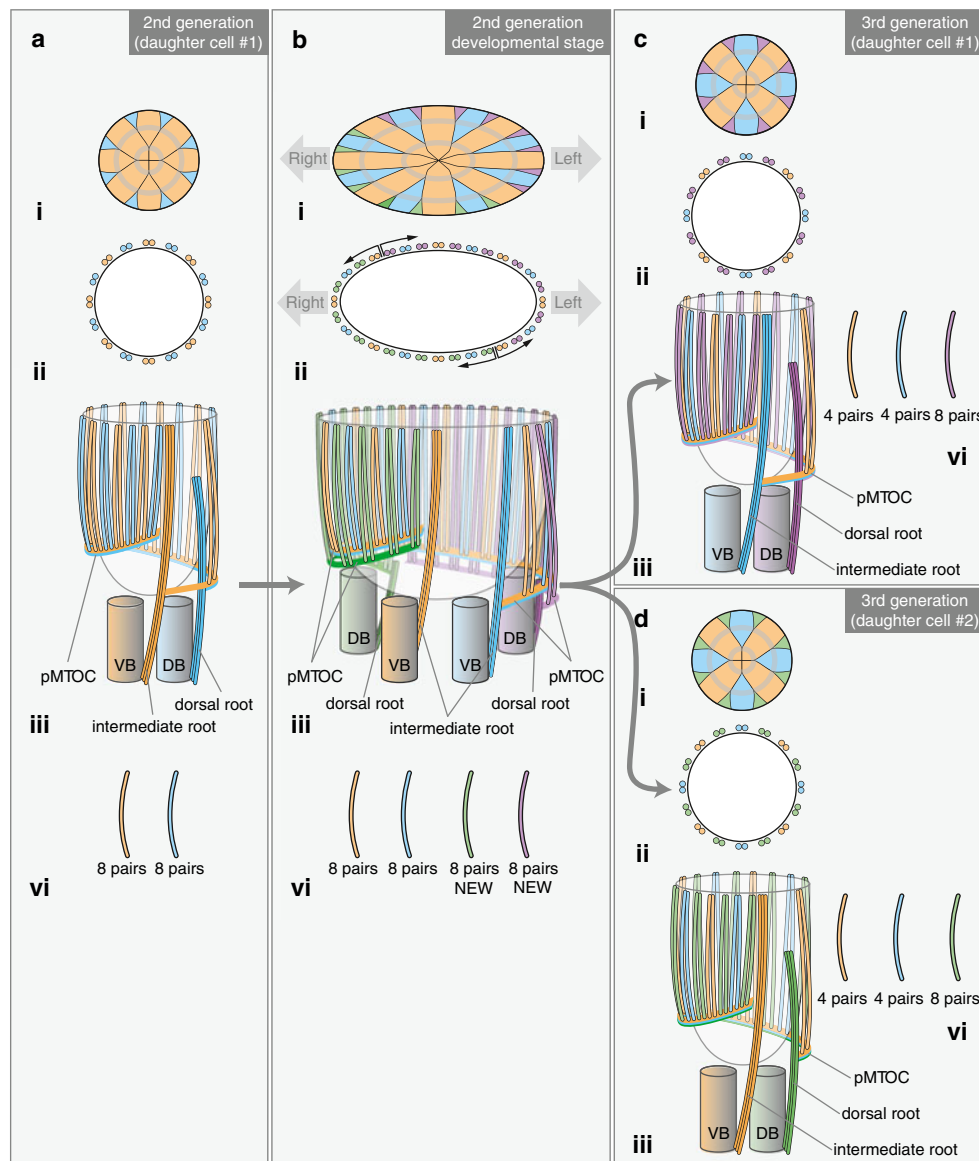 a
2nd generation
(daughter cell #1)
i
ii
VB
DB
pMTOC
dorsal root
intermediate root
iii
8 pairs 8 pairs
vi
b
2nd generation
developmental stage
Right
Left
i
Right
Left
ii
DB
VB
VB
DB
pMTOC
pMTOC
dorsal root
dorsal root
intermediate root
iii
8 pairs 8 pairs 8 pairs 8 pairs
NEW NEW
vi
c
3rd generation
(daughter cell #1)
i
ii
4 pairs 4 pairs 8 pairs
vi
pMTOC
dorsal root
intermediate root
VB
DB
iii
d
3rd generation
(daughter cell #2)
i
ii
4 pairs 4 pairs 8 pairs
vi
pMTOC
dorsal root
intermediate root
VB
DB
iii